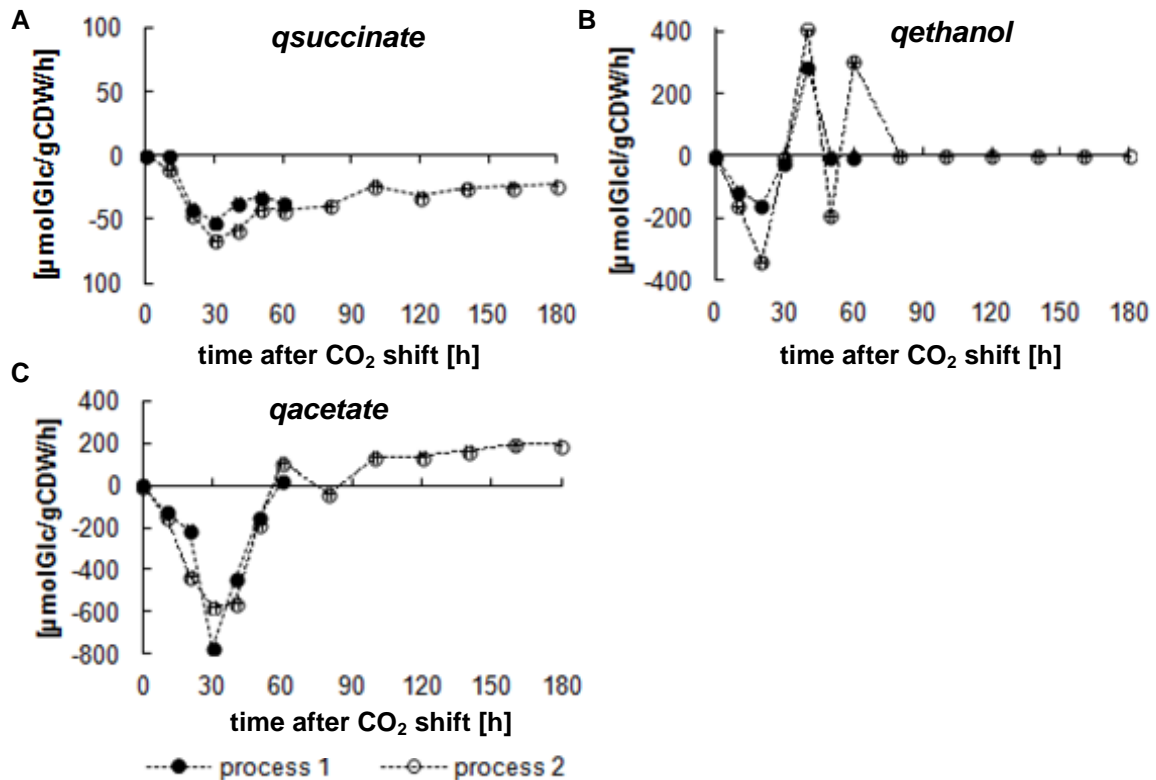 A
qsuccinate
[µmolGlc/gCDW/h]
100
50
0
-50
100
0 30 60 90 120 150 180
time after CO₂ shift [h]
B
qethanol
[µmolGlcl/gCDW/h]
400
200
0
-200
-400
0 30 60 90 120 150 180
time after CO₂ shift [h]
C
qacetate
[µmolGlc/gCDW/h]
400
200
0
-200
-400
-600
-800
0 30 60 90 120 150 180
time after CO₂ shift [h]
process 1 process 2